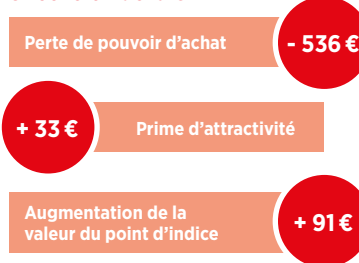 Perte de pouvoir d’achat
- 536 €
+ 33 €
Prime d’attractivité
Augmentation de la
valeur du point d’indice
+ 91 €